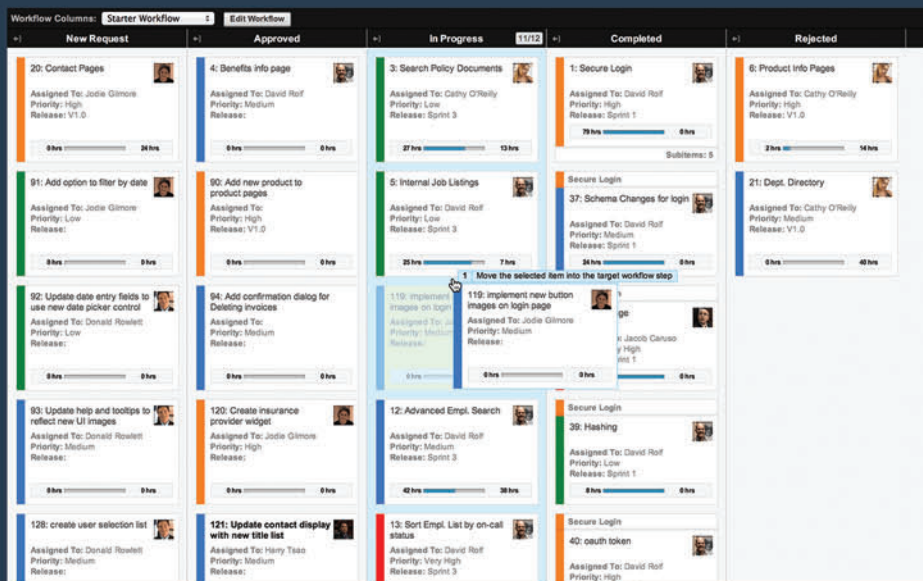 Workflow Columns: Starter Workflow Edit Workflow
New Request
Approved
In Progress 11/12
Completed
Rejected
20: Contact Pages
Assigned To: Jodie Gilmore
Priority: High
Release: V1.0
0 hrs 24 hrs
91: Add option to filter by date
Assigned To: Jodie Gilmore
Priority: Low
Release:
8 hrs 0 hrs
92: Update date entry fields to
use new date picker control
Assigned To: Donald Rowlett
Priority: Low
Release:
0 hrs 0 hrs
93: Update help and tooltips to
reflect new UI images
Assigned To: Donald Rowlett
Priority: Medium
Release:
0 hrs 0 hrs
128: create user selection list
Assigned To: Donald Rowlett
Priority: Medium
Release:
4: Benefits info page
Assigned To: David Rolf
Priority: Medium
Release:
0 hrs 0 hrs
90: Add new product to
product pages
Assigned To:
Priority: High
Release: V1.0
0 hrs 0 hrs
94: Add confirmation dialog for
Deleting invoices
Assigned To:
Priority: Medium
Release:
0 hrs 0 hrs
120: Create insurance
provider widget
Assigned To: Jodie Gilmore
Priority: High
Release:
0 hrs 0 hrs
121: Update contact display
with new title list
Assigned To: Harry Tsao
Priority: Medium
Release:
3: Search Policy Documents
Assigned To: Cathy O'Reilly
Priority: Low
Release: Sprint 3
27 hrs 13 hrs
5: Internal Job Listings
Assigned To: David Rolf
Priority: Low
Release: Sprint 3
25 hrs 7 hrs
1 Move the selected item into the target workflow step
119: implement
images on login
Assigned To:
Priority: Medium
Release:
0 hrs
119: implement new button
images on login page
Assigned To: Jodie Gilmore
Priority: Medium
Release:
0 hrs 0 hrs
12: Advanced Empl. Search
Assigned To: David Rolf
Priority: Medium
Release: Sprint 3
42 hrs 38 hrs
13: Sort Empl. List by on-call
status
Assigned To: David Rolf
Priority: Very High
Release: Sprint 3
1: Secure Login
Assigned To: David Rolf
Priority: High
Release: Sprint 1
79 hrs 0 hrs
Subitems: 5
Secure Login
37: Schema Changes for login
Assigned To: David Rolf
Priority: Medium
Release: Sprint 1
24 hrs 0 hrs
Jacob Caruso
High
0 hrs
Secure Login
39: Hashing
Assigned To: David Rolf
Priority: Low
Release: Sprint 1
8 hrs 0 hrs
Secure Login
40: oauth token
Assigned To: David Rolf
Priority: High
6: Product Info Pages
Assigned To: Cathy O'Reilly
Priority: High
Release: V1.0
2 hrs 14 hrs
21: Dept. Directory
Assigned To: Cathy O'Reilly
Priority: Medium
Release: V1.0
0 hrs 40 hrs